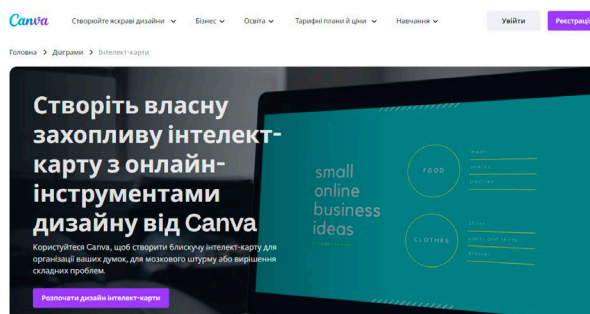 Canva
Створюйте яскраві дизайни
Бізнес
Освіта
Тарифні плани й ціни
Навчання
Увійти
Реєстрація
Головна > Діаграми > Інтелект-карти
Створіть власну
захопливу інтелект-
карту з онлайн-
інструментами
дизайну від Canva
Користуйтеся Canva, щоб створити блискучу інтелект-карту для
організації ваших думок, для мозкового штурму або вирішення
складних проблем.
Розпочати дизайн інтелект-карти
small
online
business
ideas
FOOD
CLOTHES